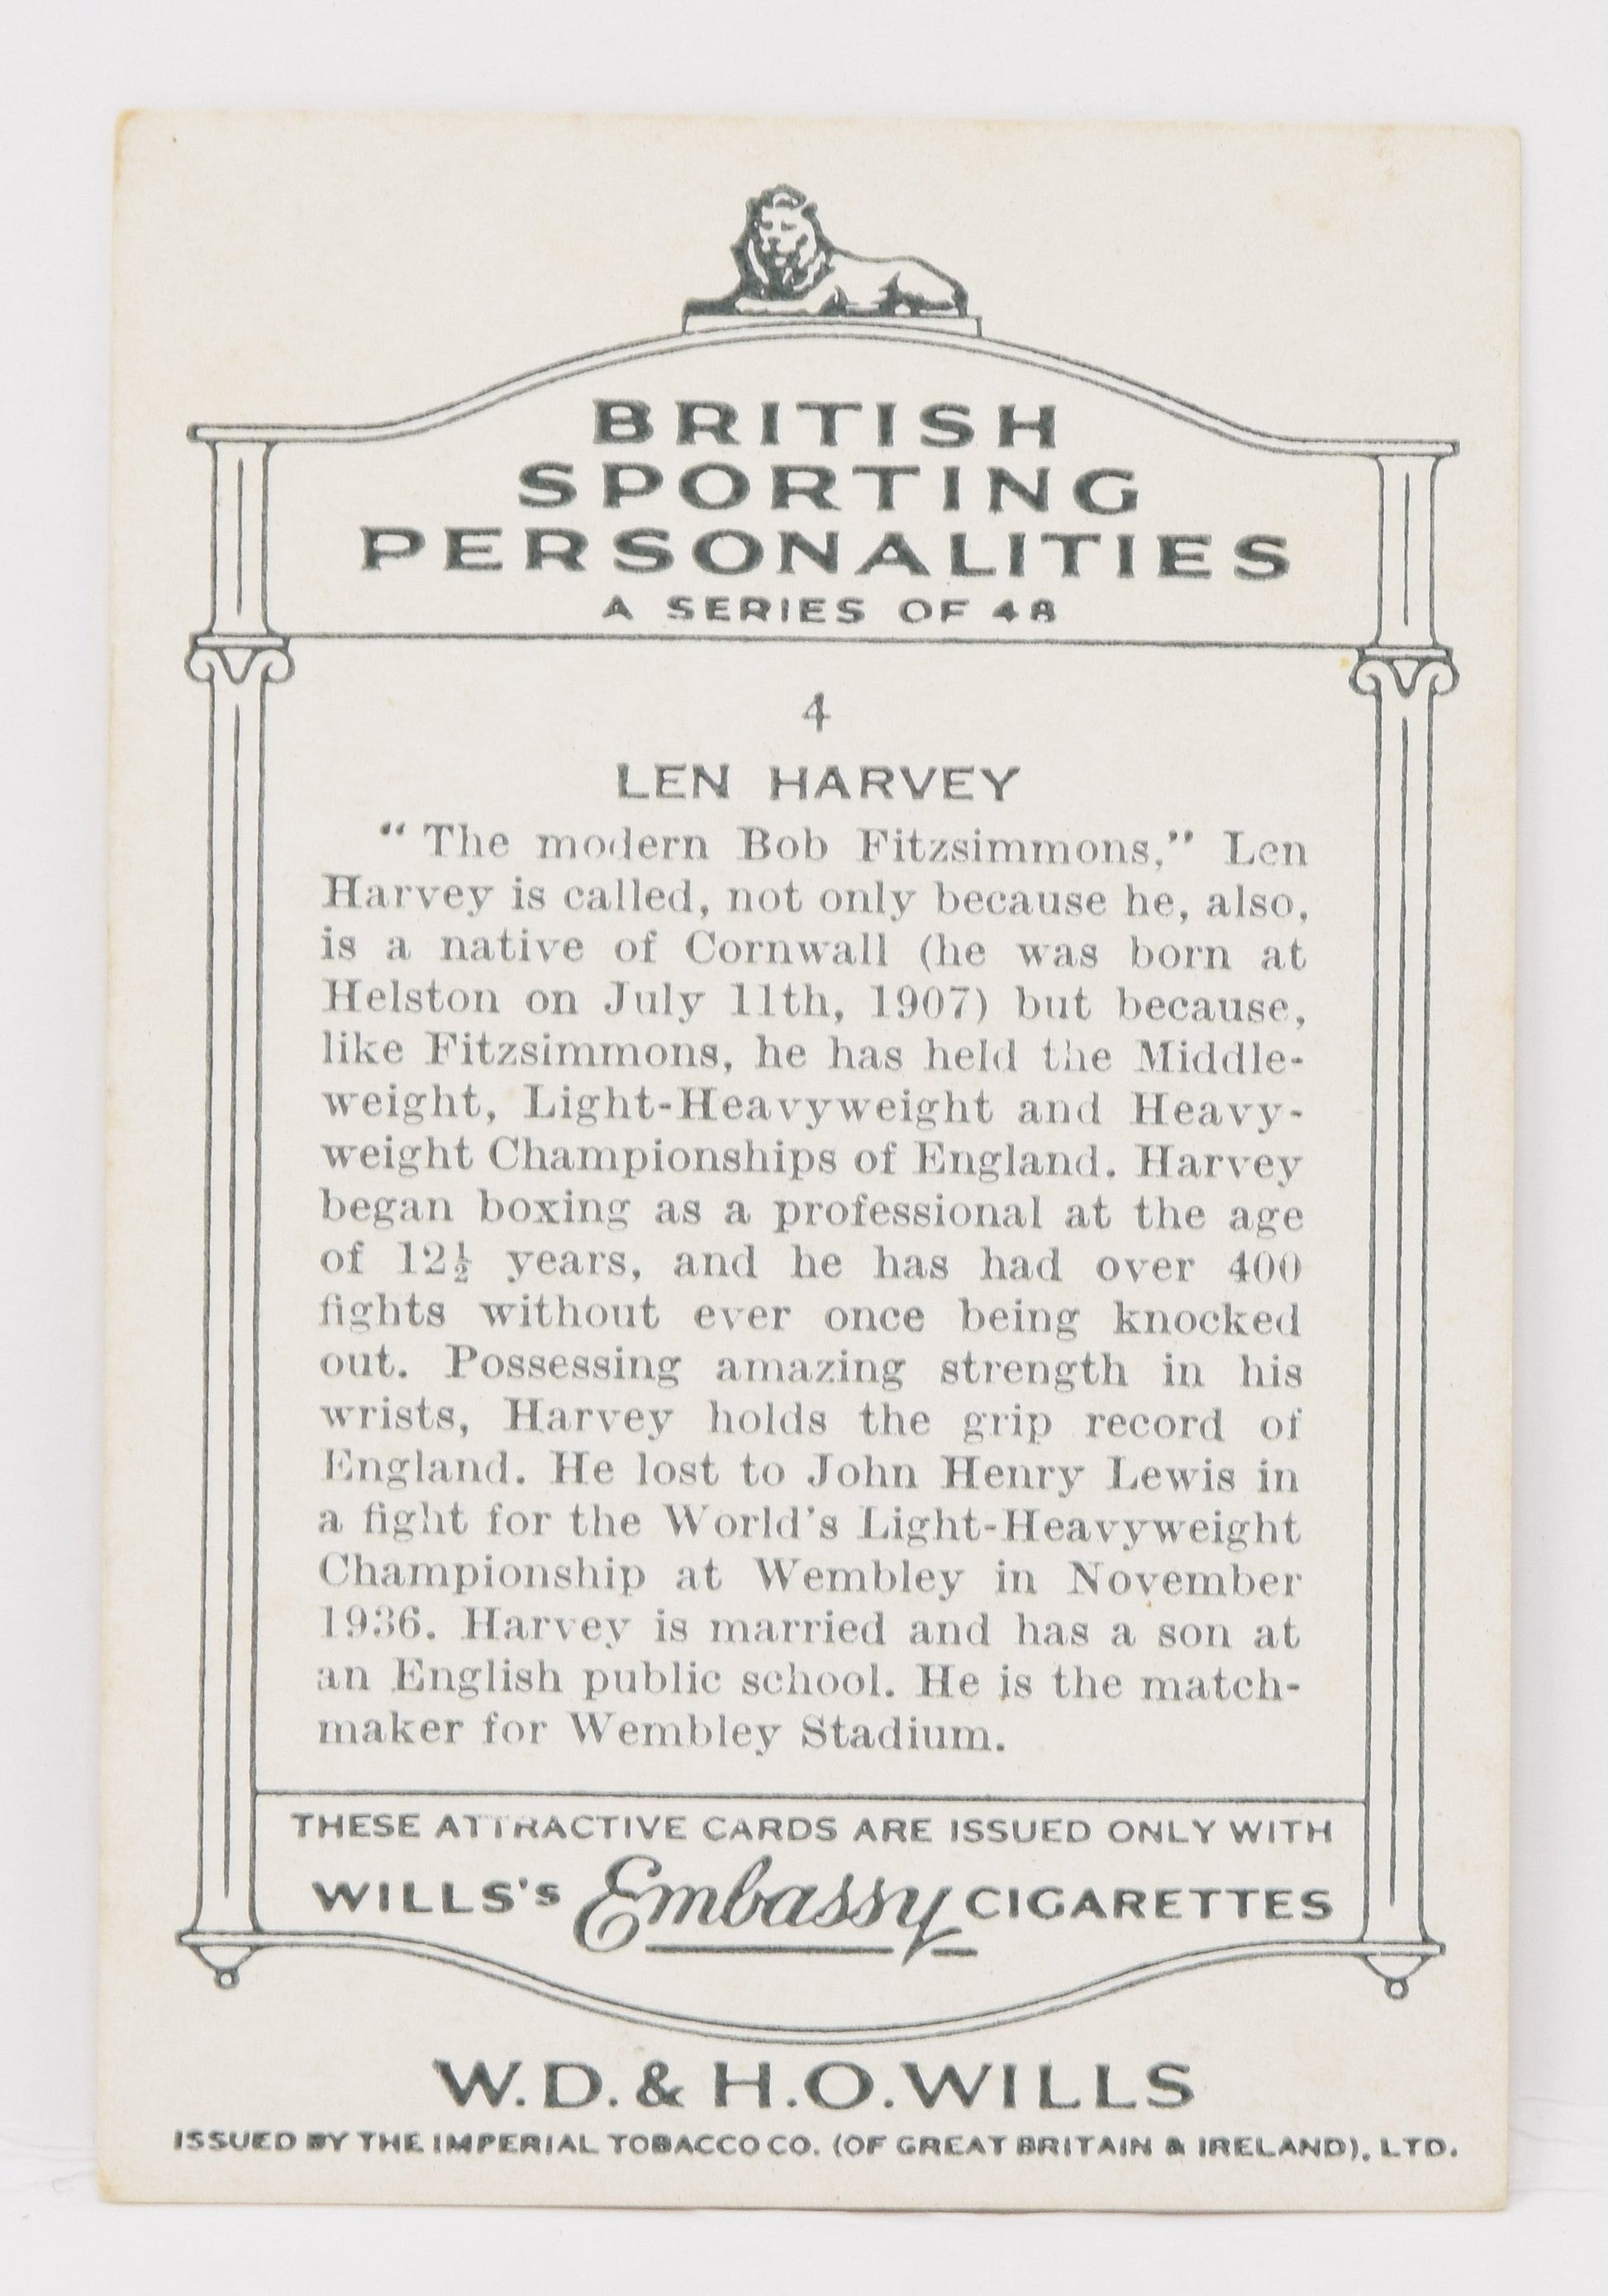 BRITISH
SPORTING
PERSONALITIES
A SERIES OF 48
4
LEN HARVEY
“The modern Bob Fitzsimmons,” Len
Harvey is called, not only because he, also,
is a native of Cornwall (he was born at
Helston on July 11th, 1907) but because,
like Fitzsimmons, he has held the Middle-
weight, Light-Heavyweight and Heavy-
weight Championships of England. Harvey
began boxing as a professional at the age
of 12½ years, and he has had over 400
fights without ever once being knocked
out. Possessing amazing strength in his
wrists, Harvey holds the grip record of
England. He lost to John Henry Lewis in
a fight for the World's Light-Heavyweight
Championship at Wembley in November
1936. Harvey is married and has a son at
an English public school. He is the match-
maker for Wembley Stadium.
THESE ATTRACTIVE CARDS ARE ISSUED ONLY WITH
WILLS'S Embassy CIGARETTES
W.D. & H.O. WILLS
ISSUED BY THE IMPERIAL TOBACCO CO. (OF GREAT BRITAIN & IRELAND), LTD.